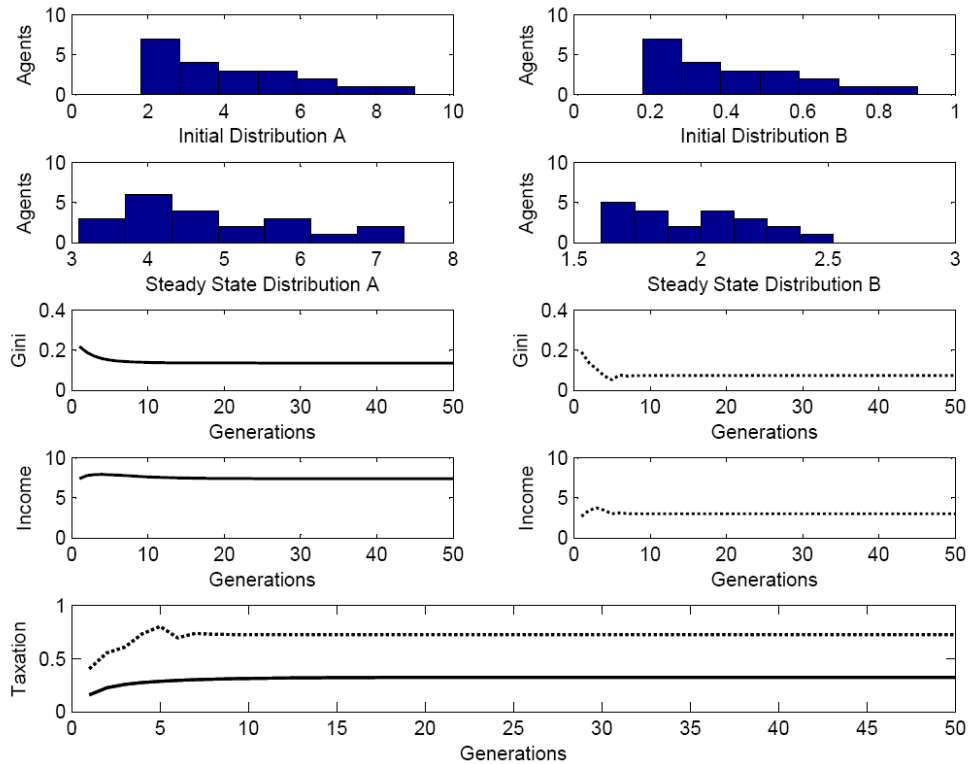 10
5
0
Agents
0 2 4 6 8 10
Initial Distribution A
10
5
0
Agents
0 0.2 0.4 0.6 0.8 1
Initial Distribution B
10
5
0
Agents
3 4 5 6 7 8
Steady State Distribution A
10
5
0
Agents
1.5 2 2.5 3
Steady State Distribution B
0.4
0.2
0
Gini
0 10 20 30 40 50
Generations
0.4
0.2
0
Gini
0 10 20 30 40 50
Generations
10
5
0
Income
0 10 20 30 40 50
Generations
10
5
0
Income
0 10 20 30 40 50
Generations
1
0.5
0
Taxation
0 5 10 15 20 25 30 35 40 45 50
Generations